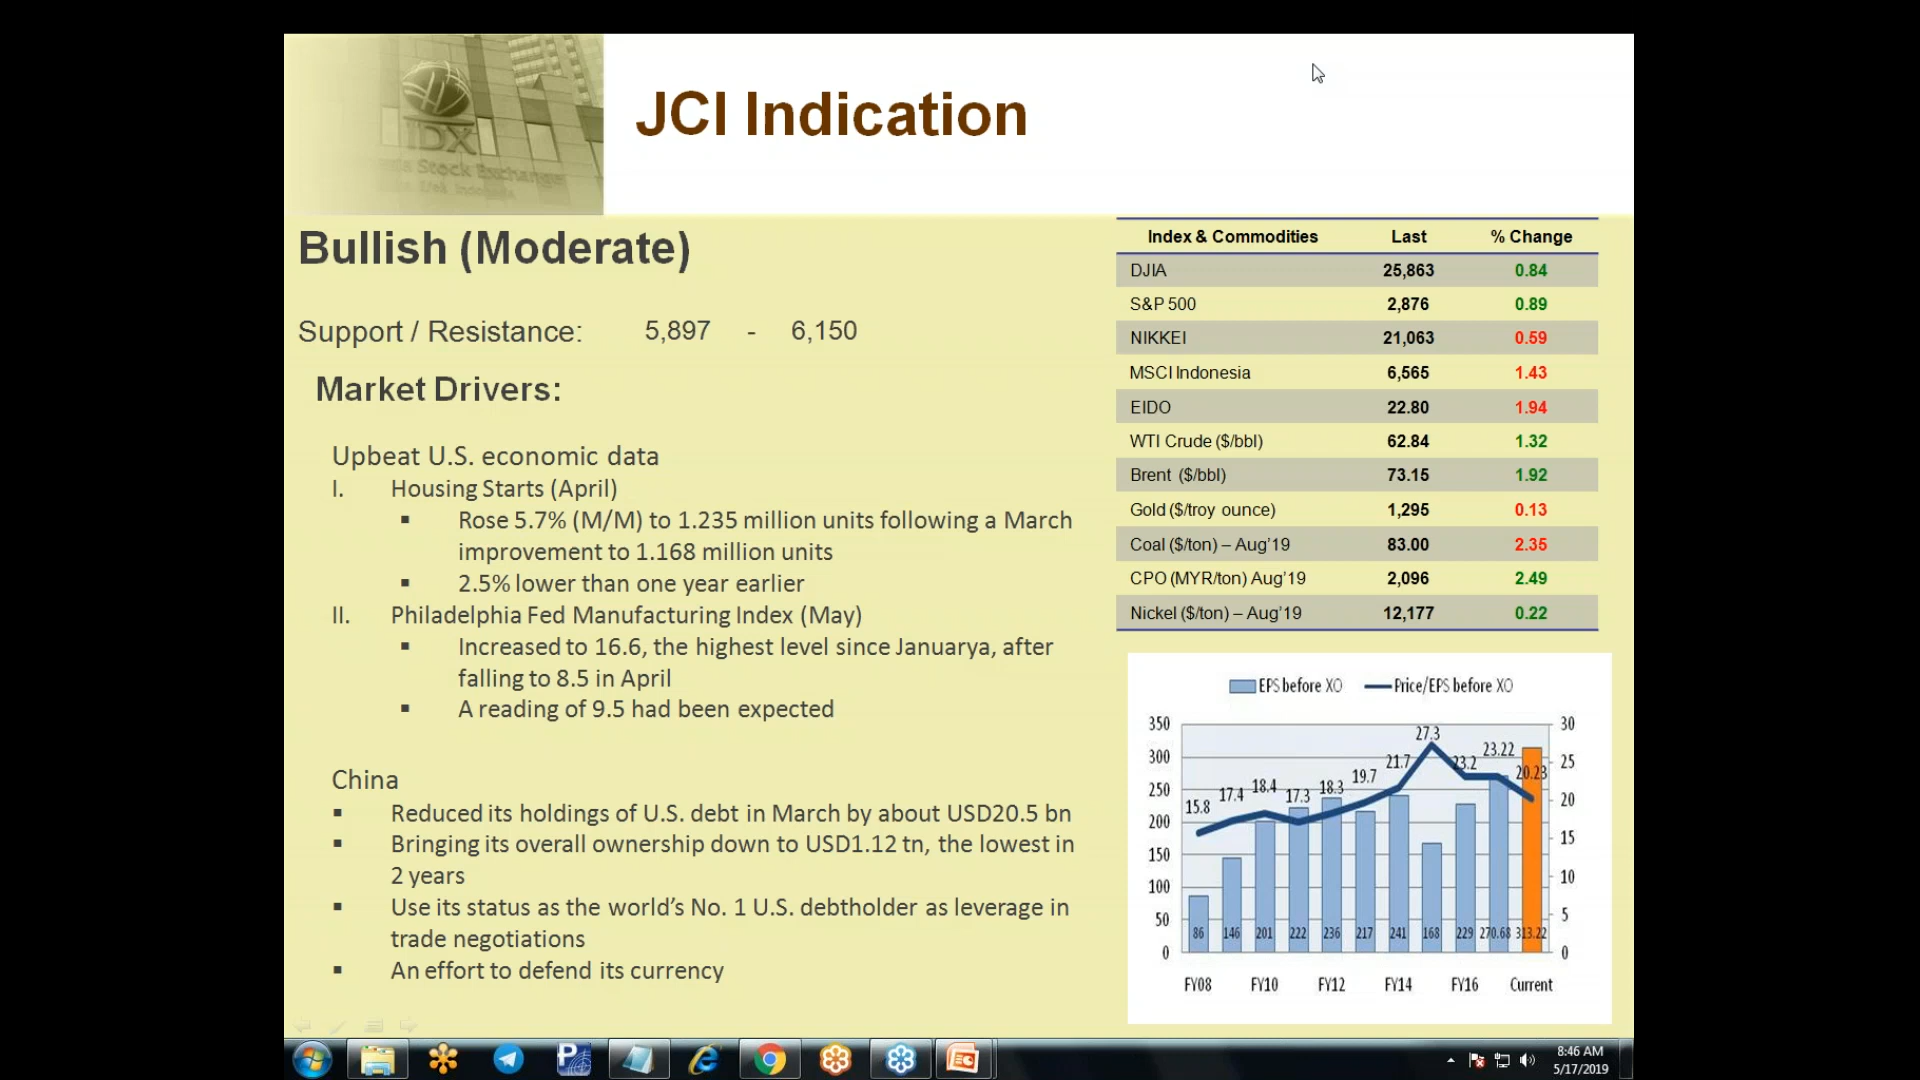 IDX
Stock Exchange
JCI Indication
Bullish (Moderate)
Support / Resistance: 5,897 - 6,150
Market Drivers:
Upbeat U.S. economic data
I. Housing Starts (April)
▪ Rose 5.7% (M/M) to 1.235 million units following a March
improvement to 1.168 million units
▪ 2.5% lower than one year earlier
II. Philadelphia Fed Manufacturing Index (May)
▪ Increased to 16.6, the highest level since Januarya, after
falling to 8.5 in April
▪ A reading of 9.5 had been expected
China
▪ Reduced its holdings of U.S. debt in March by about USD20.5 bn
▪ Bringing its overall ownership down to USD1.12 tn, the lowest in
2 years
▪ Use its status as the world’s No. 1 U.S. debtholder as leverage in
trade negotiations
▪ An effort to defend its currency
Index & Commodities Last % Change
DJIA 25,863 0.84
S&P 500 2,876 0.89
NIKKEI 21,063 0.59
MSCI Indonesia 6,565 1.43
EIDO 22.80 1.94
WTI Crude ($/bbl) 62.84 1.32
Brent ($/bbl) 73.15 1.92
Gold ($/troy ounce) 1,295 0.13
Coal ($/ton) – Aug’19 83.00 2.35
CPO (MYR/ton) Aug’19 2,096 2.49
Nickel ($/ton) – Aug’19 12,177 0.22
EPS before XO Price/EPS before XO
350 300 250 200 150 100 50 0
30 25 20 15 10 5 0
15.8 17.4 18.4 17.3 18.3 19.7 21.7 27.3 23.2 23.22 20.23
86 146 201 222 236 217 241 168 229 270.68 313.22
FY08 FY10 FY12 FY14 FY16 Current
8:46 AM
5/17/2019